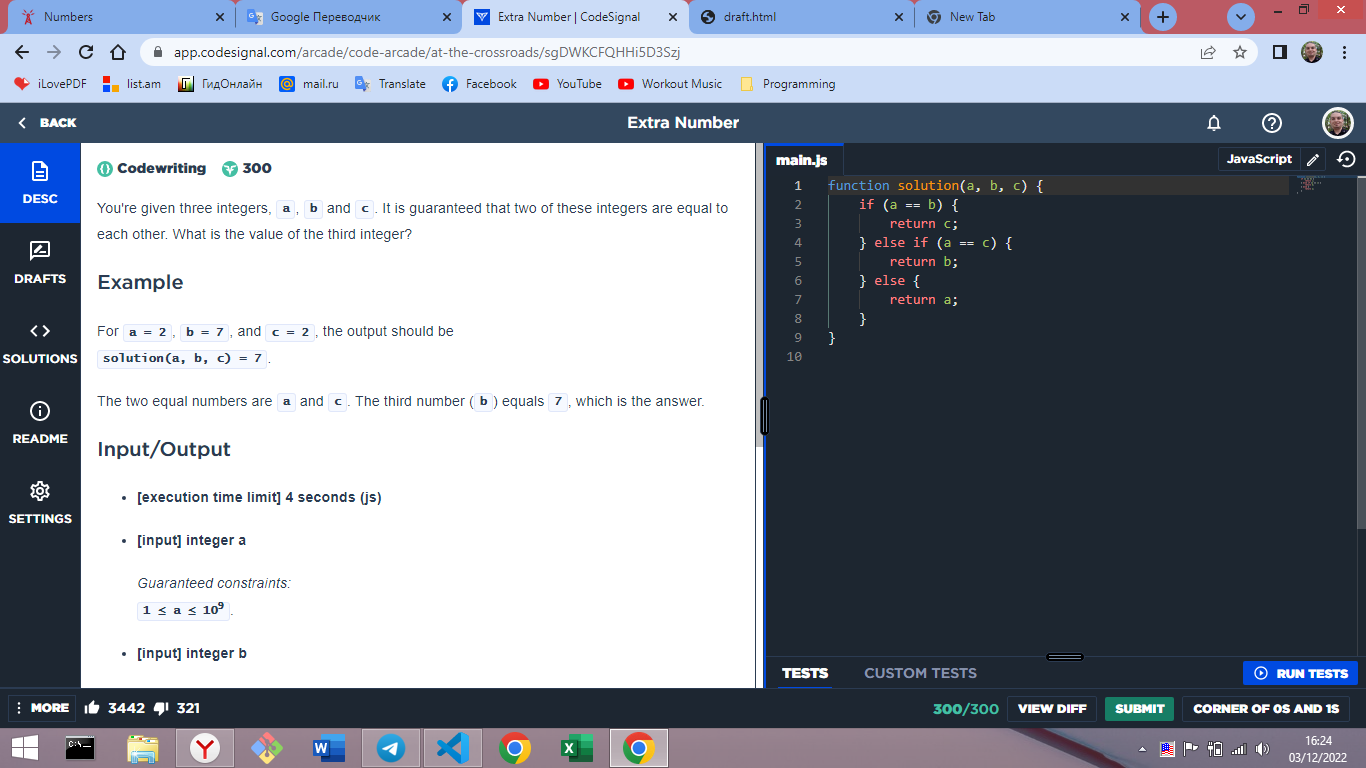 Numbers
Google Переводчик
Extra Number | CodeSignal
draft.html
New Tab
app.codesignal.com/arcade/code-arcade/at-the-crossroads/sgDWKCFQHHi5D3Szj
iLovePDF
list.am
ГидОнлайн
mail.ru
Translate
Facebook
YouTube
Workout Music
Programming
BACK
Extra Number
DESC
DRAFTS
SOLUTIONS
README
SETTINGS
Codewriting 300
You're given three integers, a, b and c. It is guaranteed that two of these integers are equal to
each other. What is the value of the third integer?
Example
For a = 2, b = 7, and c = 2, the output should be
solution(a, b, c) = 7.
The two equal numbers are a and c. The third number (b) equals 7, which is the answer.
Input/Output
• [execution time limit] 4 seconds (js)
• [input] integer a
Guaranteed constraints:
1 ≤ a ≤ 10⁹.
• [input] integer b
main.js
JavaScript
1 function solution(a, b, c) {
2 if (a == b) {
3 return c;
4 } else if (a == c) {
5 return b;
6 } else {
7 return a;
8 }
9 }
10
TESTS
CUSTOM TESTS
RUN TESTS
MORE
3442
321
300/300
VIEW DIFF
SUBMIT
CORNER OF 0S AND 1S
16:24
03/12/2022